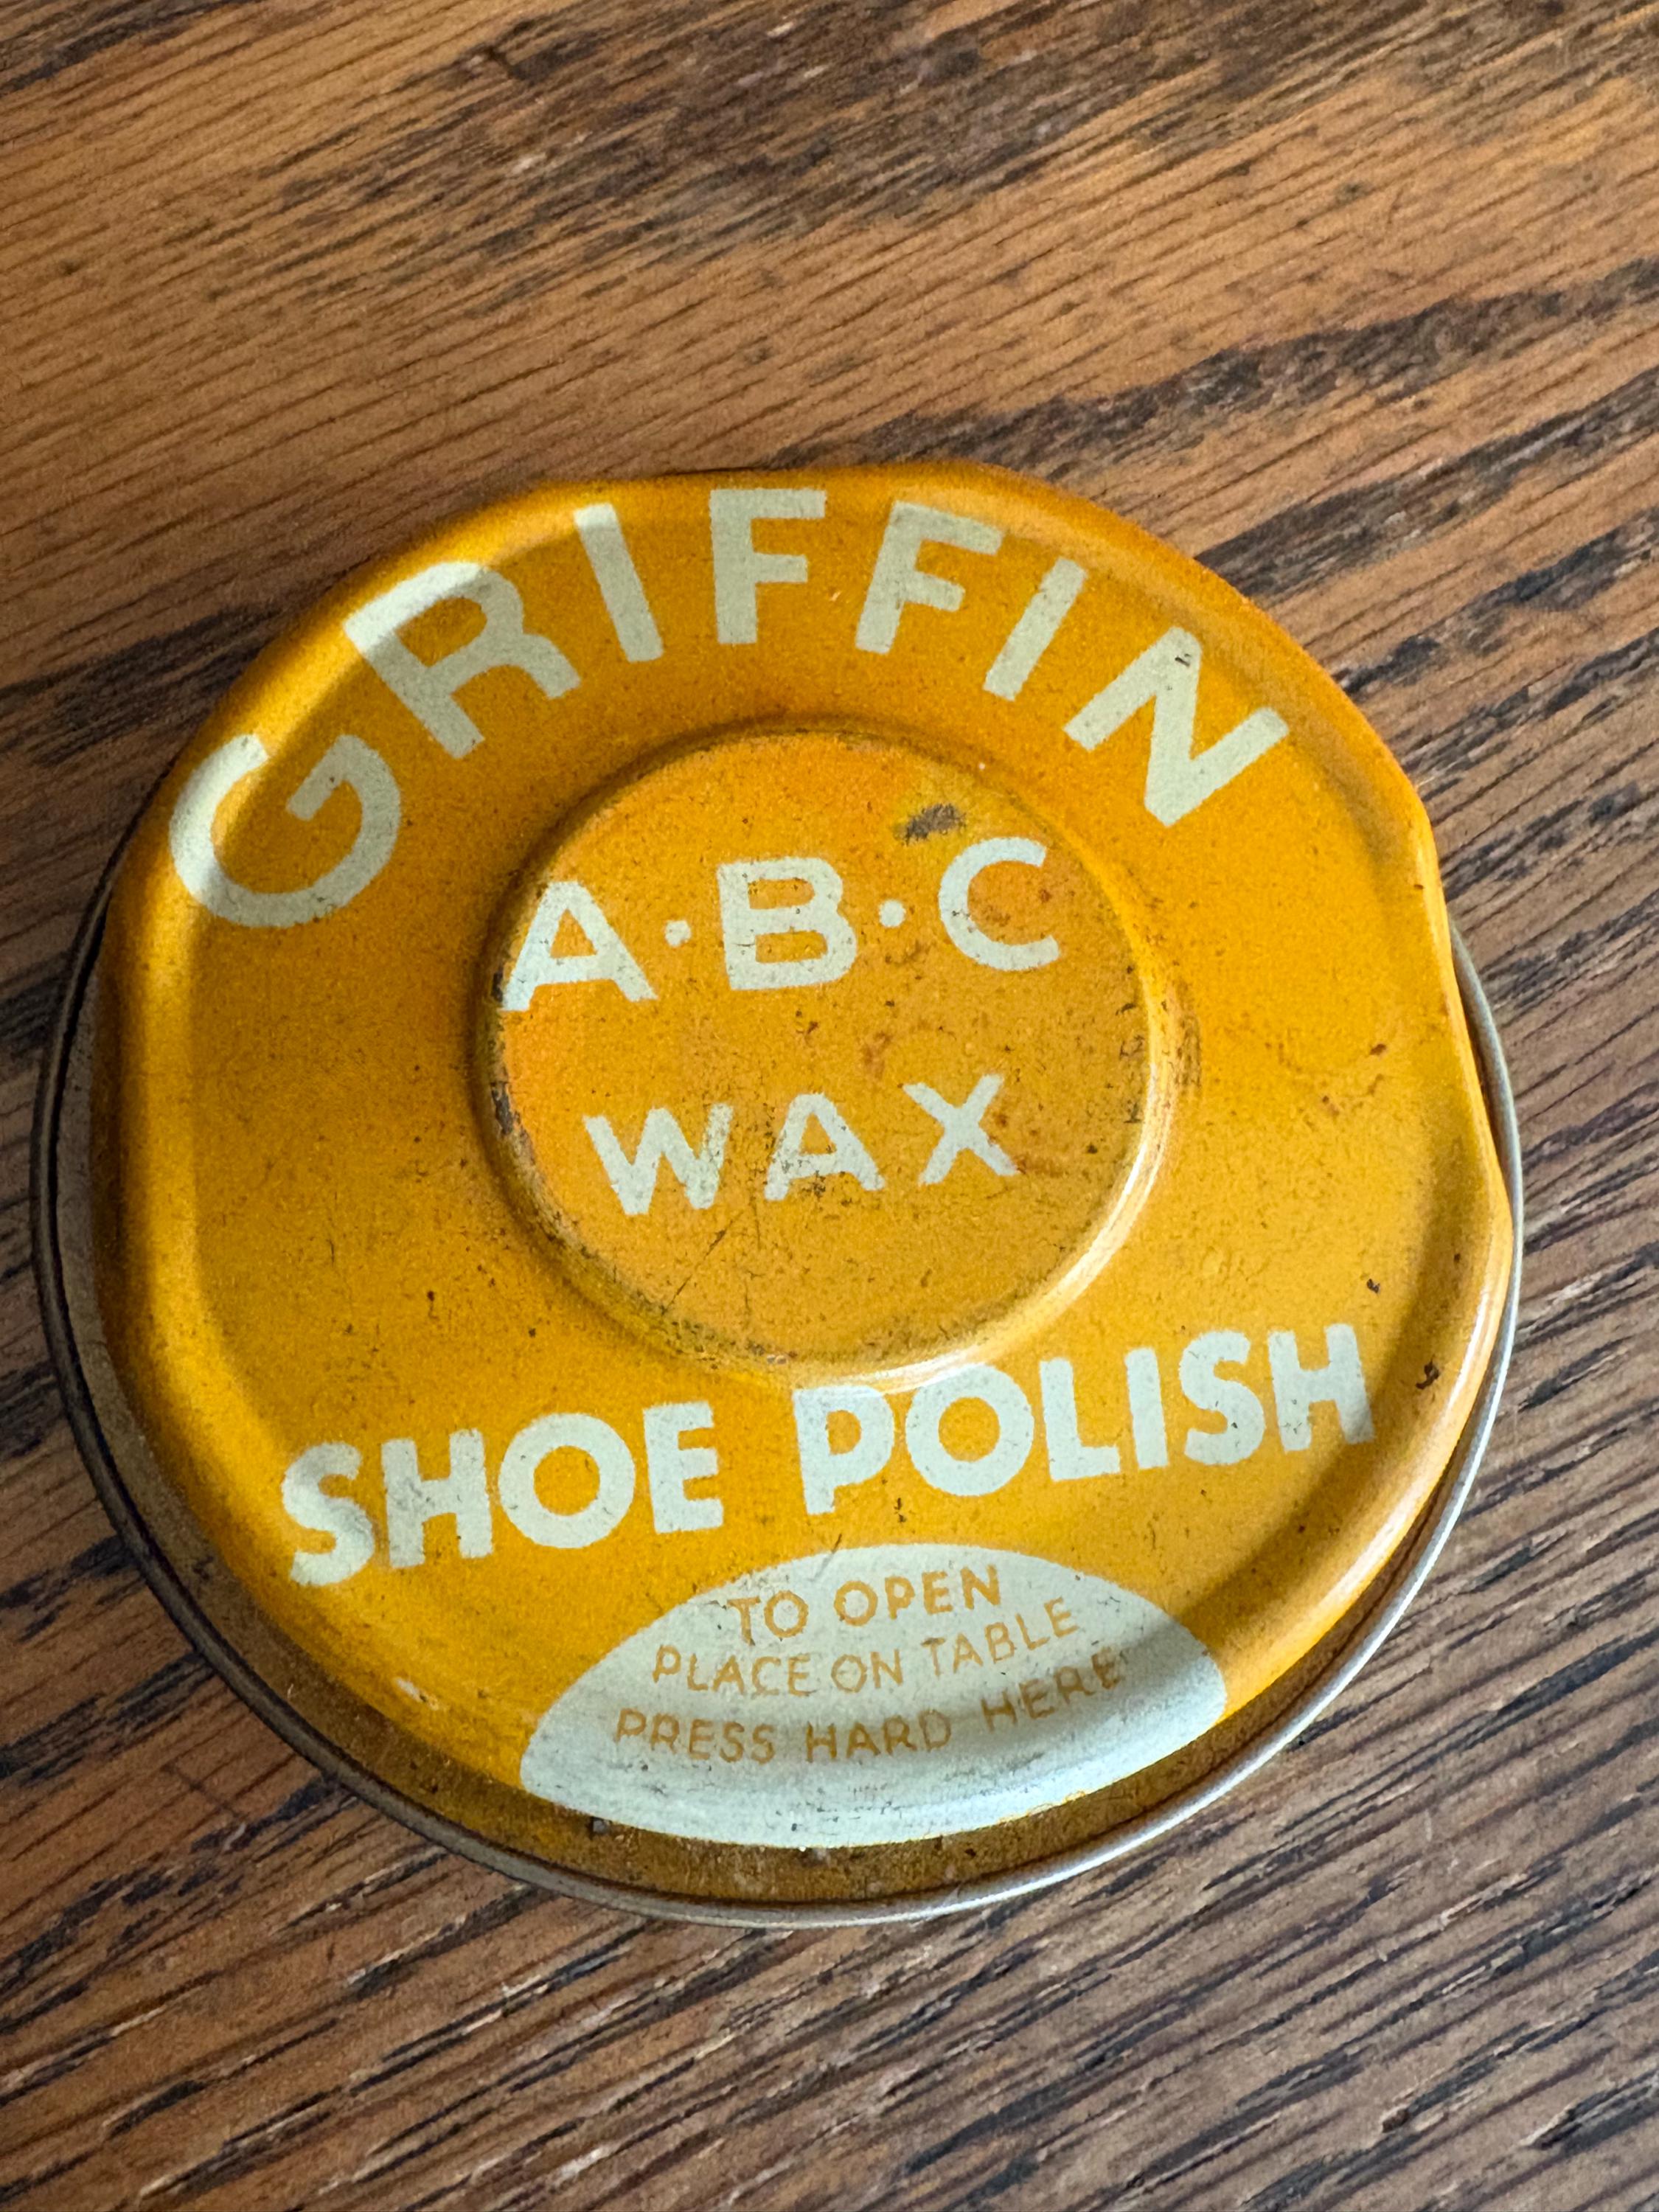 GRIFFIN
A·B·C
WAX
SHOE POLISH
TO OPEN
PLACE ON TABLE
PRESS HARD HERE